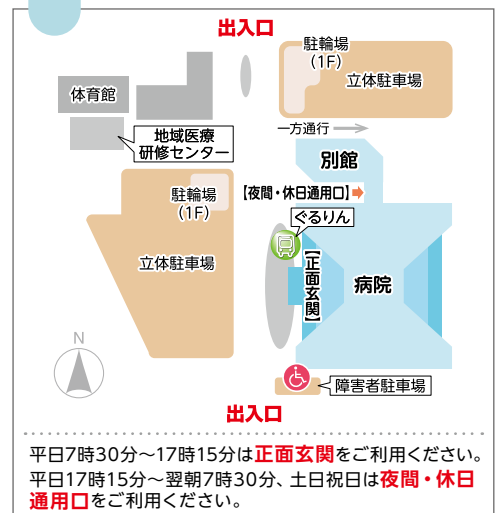 出入口
駐輪場
(1F)
立体駐車場
体育館
一方通行
地域医療
研修センター
別館
駐輪場
(1F)
【夜間・休日通用口】
ぐるりん
立体駐車場
【正面玄関】
病院
N
障害者駐車場
出入口
平日7時30分～17時15分は正面玄関をご利用ください。
平日17時15分～翌朝7時30分、土日祝日は夜間・休日
通用口をご利用ください。